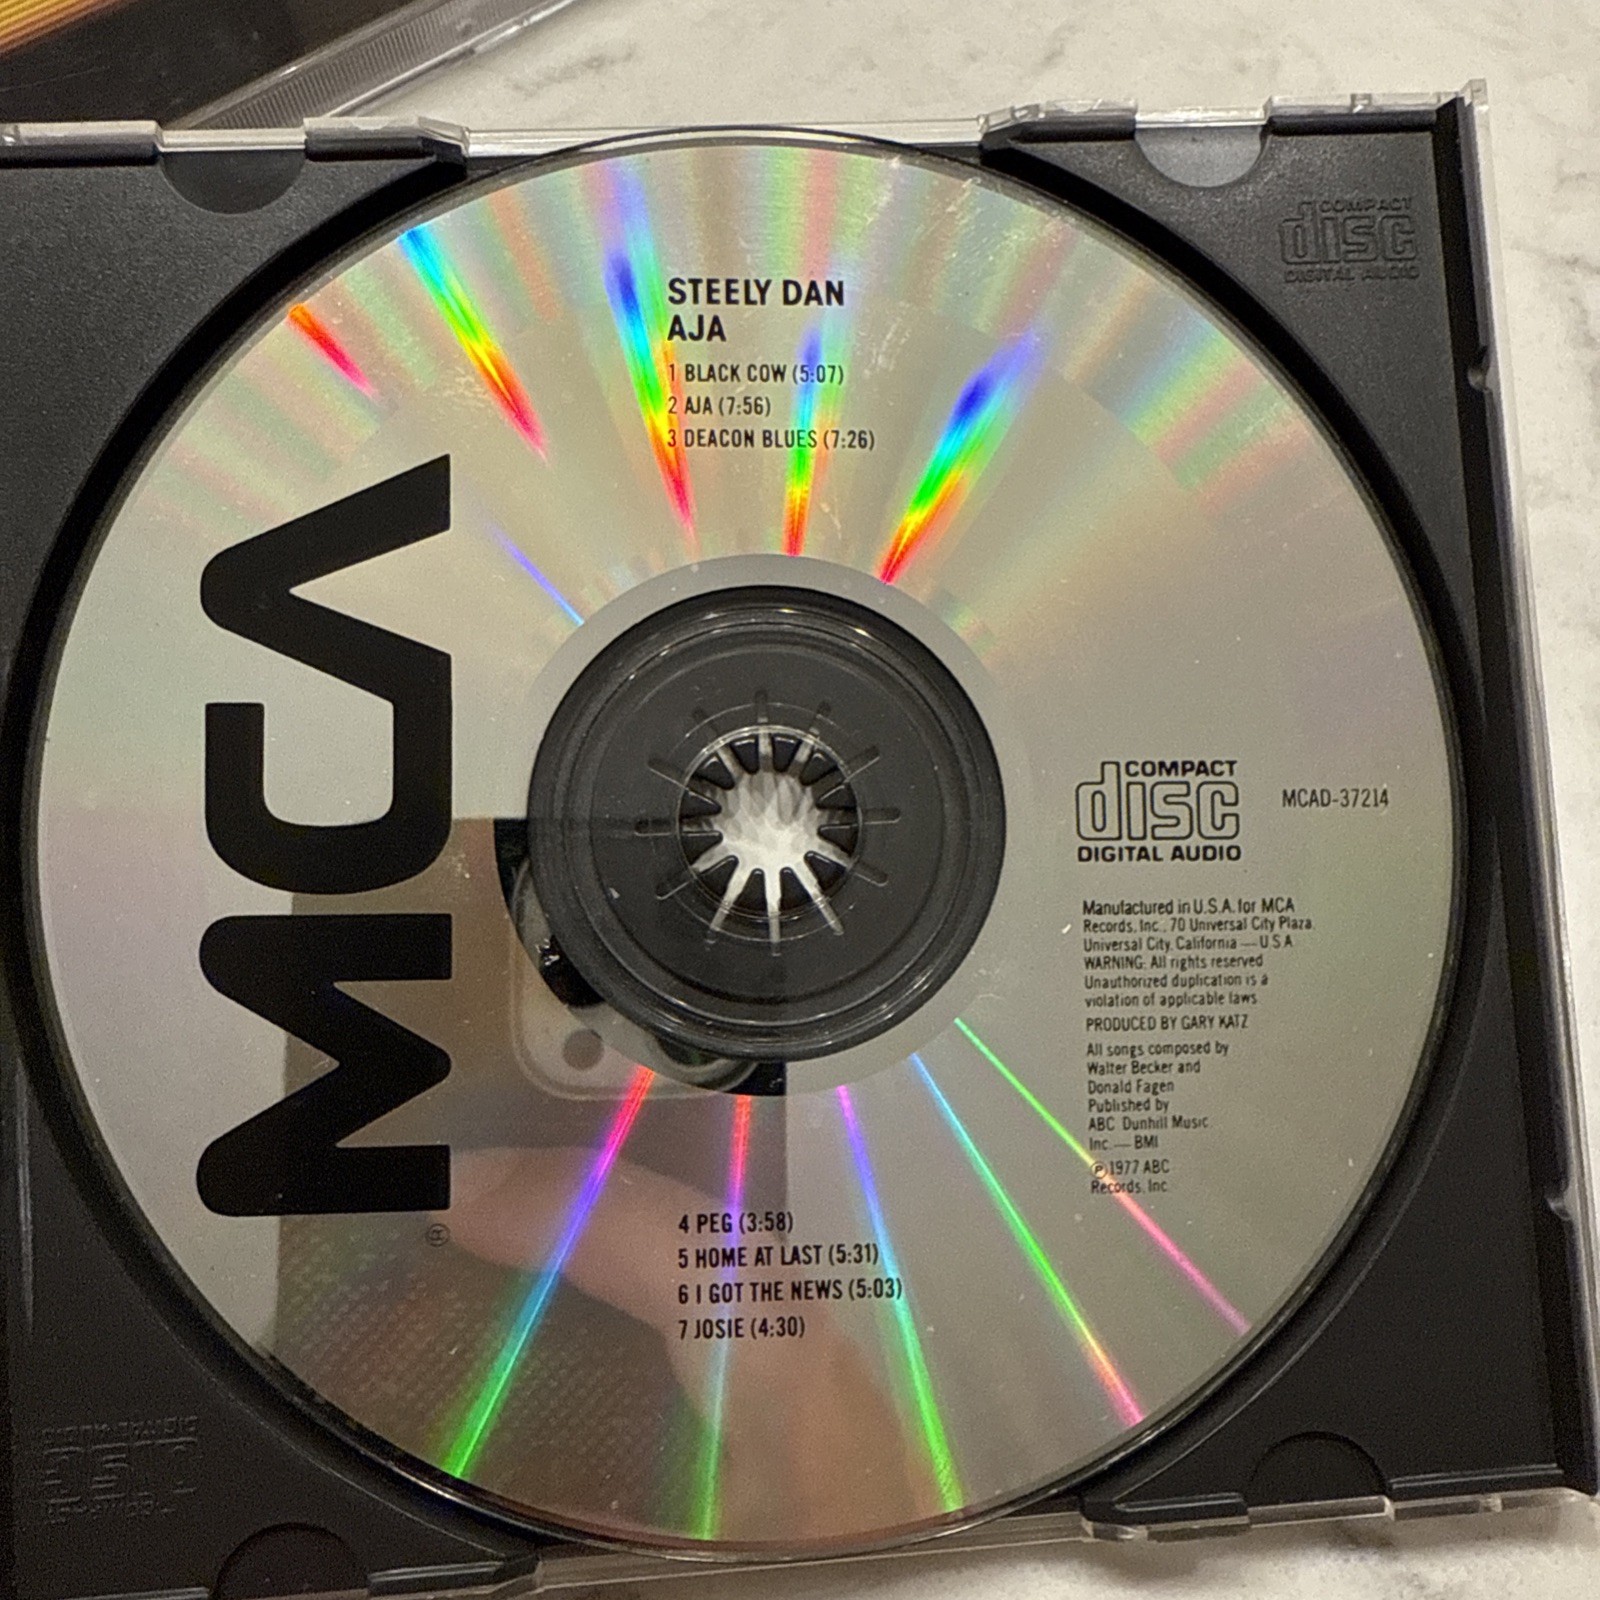 COMPACT
disc
DIGITAL AUDIO
STEELY DAN
AJA
1 BLACK COW (5:07)
2 AJA (7:56)
3 DEACON BLUES (7:26)
MCA
®
COMPACT
disc
DIGITAL AUDIO
MCAD-37214
Manufactured in U.S.A. for MCA
Records, Inc., 70 Universal City Plaza,
Universal City, California — U.S.A.
WARNING: All rights reserved
Unauthorized duplication is a
violation of applicable laws
PRODUCED BY GARY KATZ
All songs composed by
Walter Becker and
Donald Fagen
Published by
ABC Dunhill Music,
Inc. — BMI
℗ 1977 ABC
Records, Inc.
4 PEG (3:58)
5 HOME AT LAST (5:31)
6 I GOT THE NEWS (5:03)
7 JOSIE (4:30)